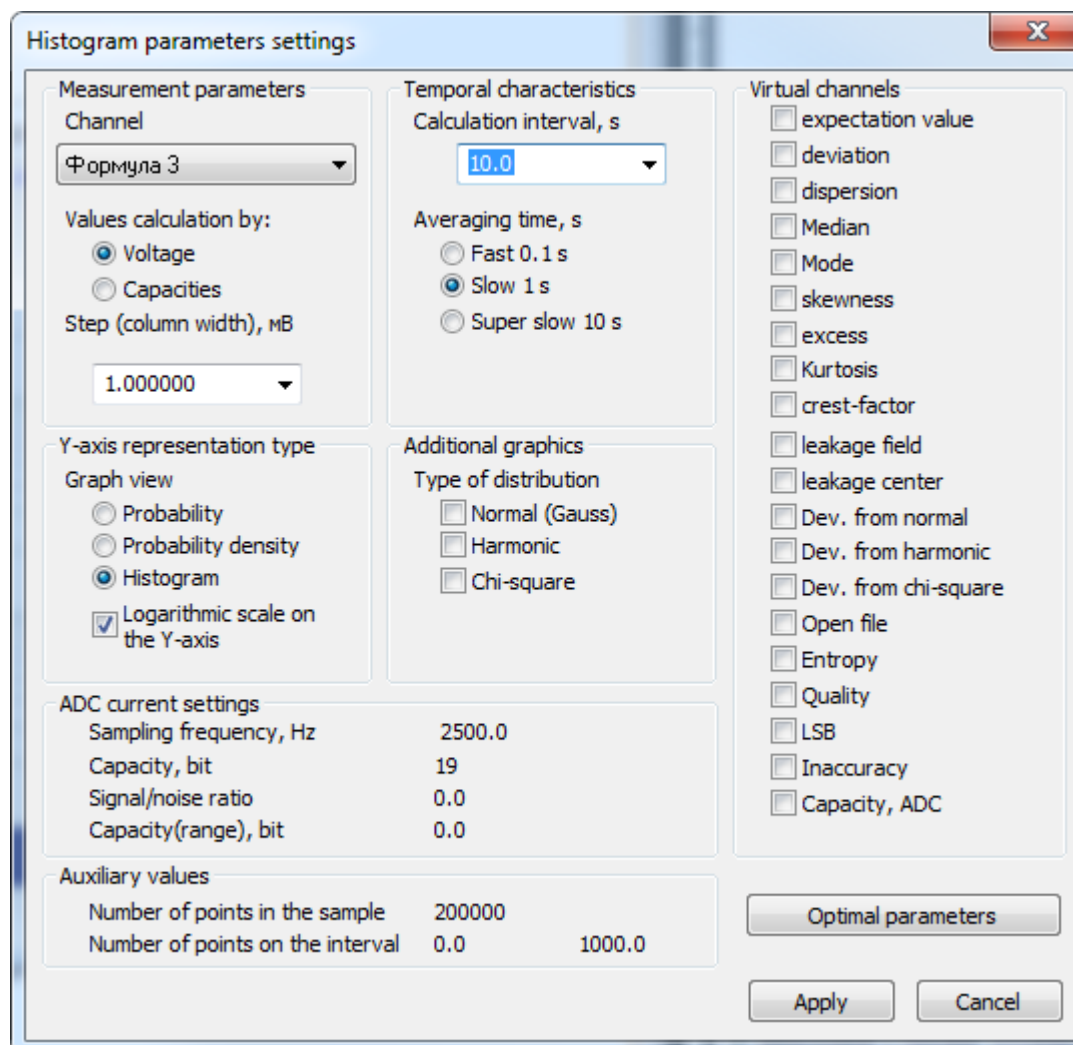 Histogram parameters settings
Measurement parameters
Channel
Формула 3
Values calculation by:
Voltage
Capacities
Step (column width), мВ
1.000000
Temporal characteristics
Calculation interval, s
10.0
Averaging time, s
Fast 0.1 s
Slow 1 s
Super slow 10 s
Virtual channels
expectation value
deviation
dispersion
Median
Mode
skewness
excess
Kurtosis
crest-factor
leakage field
leakage center
Dev. from normal
Dev. from harmonic
Dev. from chi-square
Open file
Entropy
Quality
LSB
Inaccuracy
Capacity, ADC
Y-axis representation type
Graph view
Probability
Probability density
Histogram
Logarithmic scale on
the Y-axis
Additional graphics
Type of distribution
Normal (Gauss)
Harmonic
Chi-square
ADC current settings
Sampling frequency, Hz 2500.0
Capacity, bit 19
Signal/noise ratio 0.0
Capacity(range), bit 0.0
Auxiliary values
Number of points in the sample 200000
Number of points on the interval 0.0 1000.0
Optimal parameters
Apply Cancel